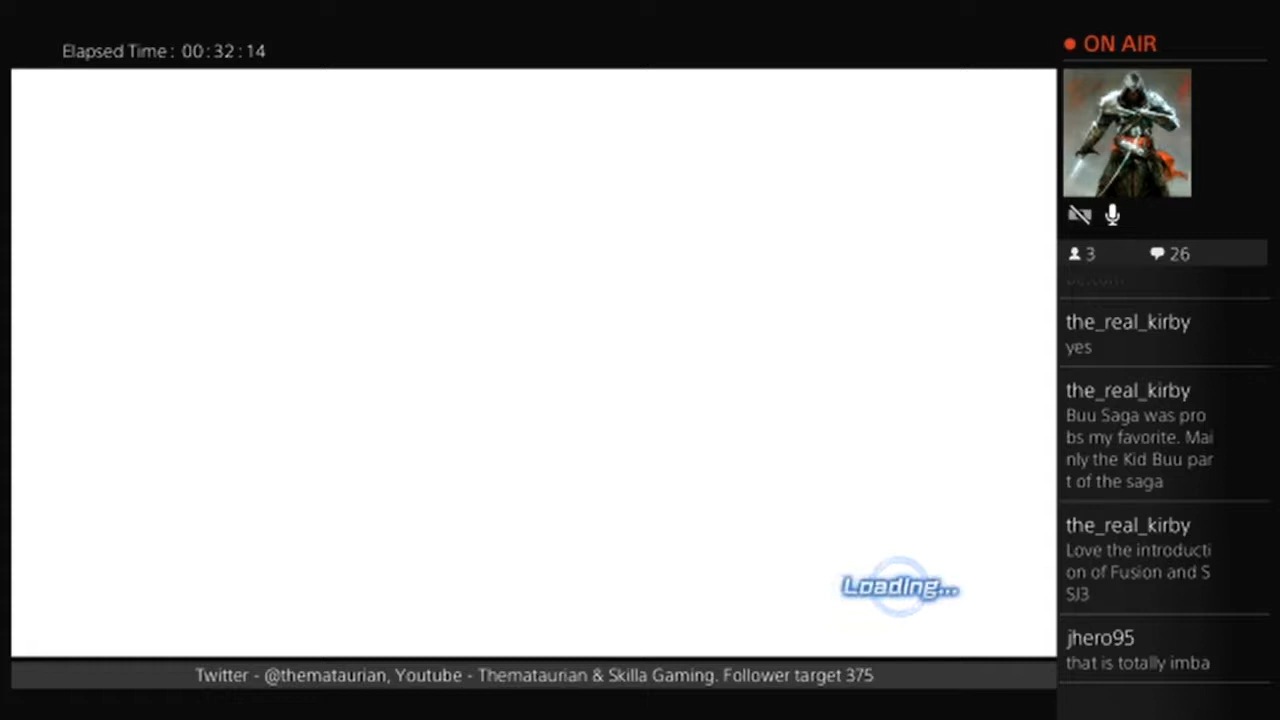 Elapsed Time: 00:32:14
ON AIR
3 26
the_real_kirby
yes
the_real_kirby
Buu Saga was pro
bs my favorite. Mai
nly the Kid Buu par
t of the saga
the_real_kirby
Love the introducti
on of Fusion and S
SJ3
jhero95
that is totally imba
Loading...
Twitter - @themataurian, Youtube - Themataurian & Skilla Gaming. Follower target 375